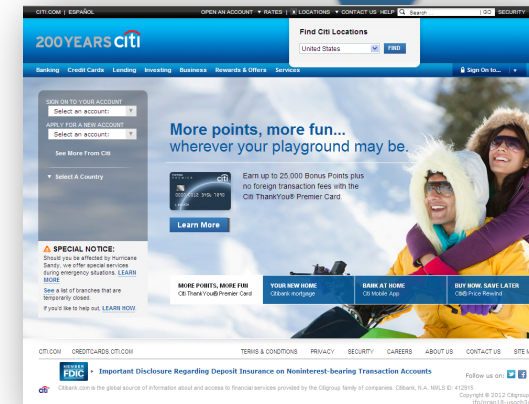 CITI.COM | ESPAÑOL OPEN AN ACCOUNT ▼ RATES | X LOCATIONS ▼ CONTACT US HELP Search... GO SECURITY
Find Citi Locations
200YEARS citi
United States FIND
Banking Credit Cards Lending Investing Business Rewards & Offers Services Sign On to...
SIGN ON TO YOUR ACCOUNT
Select an account:
APPLY FOR A NEW ACCOUNT
Select an account:
See More From Citi
▼ Select A Country
More points, more fun...
wherever your playground may be.
Earn up to 25,000 Bonus Points plus
no foreign transaction fees with the
Citi ThankYou® Premier Card.
citi
Learn More
SPECIAL NOTICE:
Should you be affected by Hurricane
Sandy, we offer special services
during emergency situations. LEARN
MORE
See a list of branches that are
temporarily closed.
If you'd like to help out, LEARN HOW.
MORE POINTS, MORE FUN
Citi ThankYou® Premier Card
YOUR NEW HOME
Citibank mortgage
BANK AT HOME
Citi Mobile App
BUY NOW, SAVE LATER
Citi® Price Rewind
CITI.COM CREDITCARDS.CITI.COM TERMS & CONDITIONS PRIVACY SECURITY CAREERS ABOUT US CONTACT US SITE
MEMBER
FDIC
Important Disclosure Regarding Deposit Insurance on Noninterest-bearing Transaction Accounts
Follow us on:
citi Citibank.com is the global source of information about and access to financial services provided by the Citigroup family of companies. Citibank, N.A. NMLS ID: 412915
Copyright © 2012 Citigroup